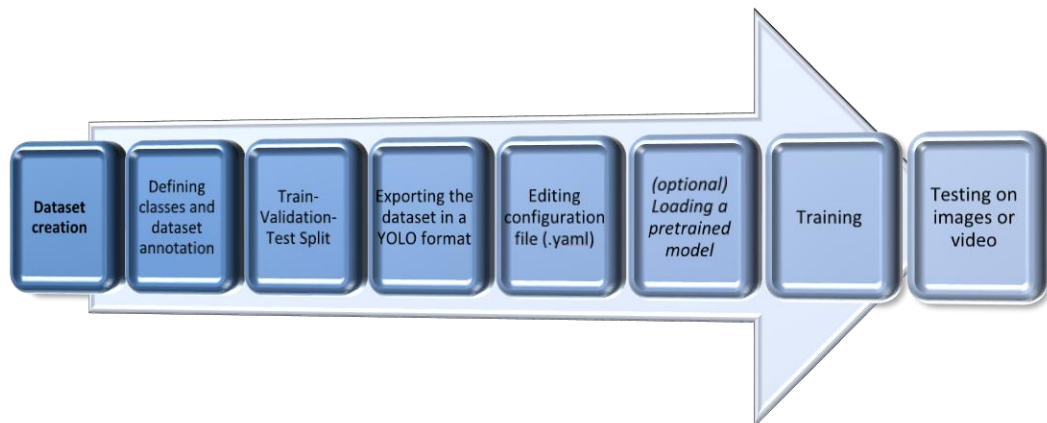 Dataset
creation
Defining
classes and
dataset
annotation
Train-
Validation-
Test Split
Exporting the
dataset in a
YOLO format
Editing
configuration
file (.yaml)
(optional)
Loading a
pretrained
model
Training
Testing on
images or
video